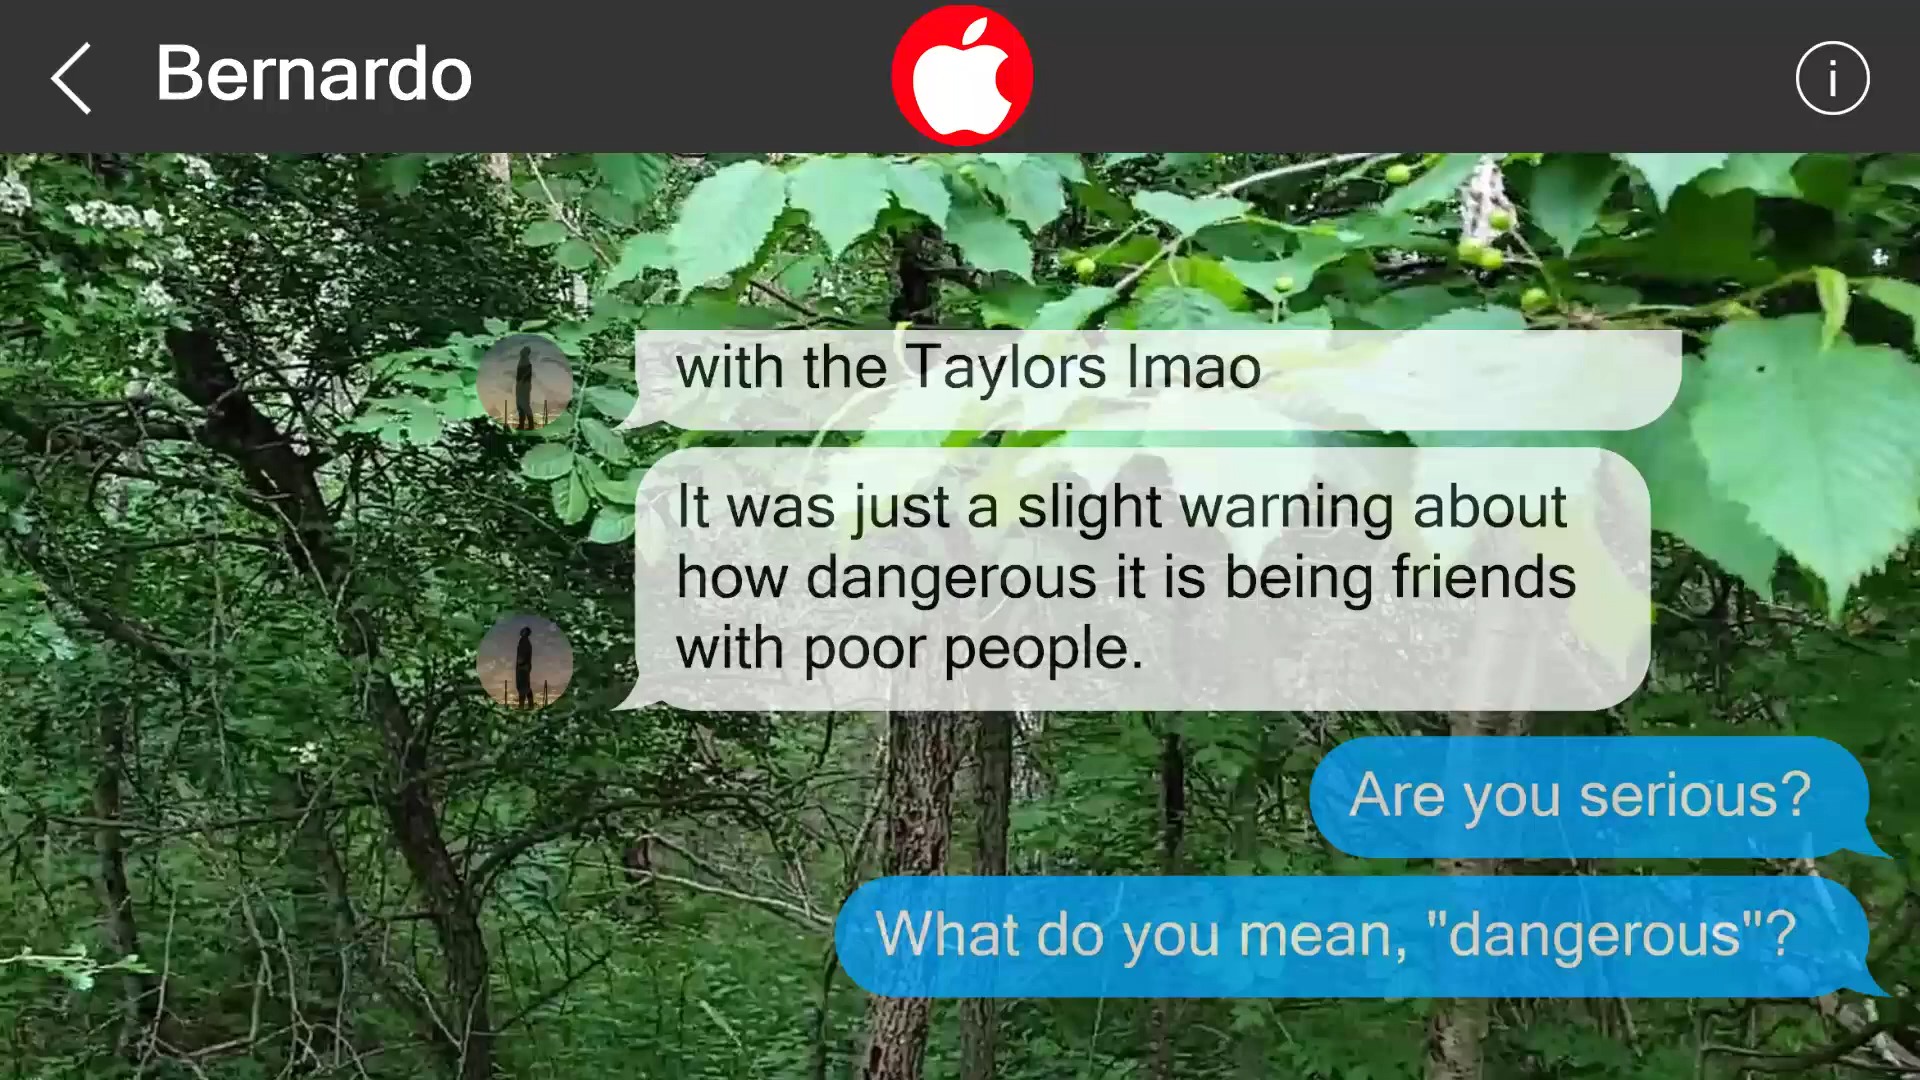 Bernardo
i
with the Taylors lmao
It was just a slight warning about
how dangerous it is being friends
with poor people.
Are you serious?
What do you mean, "dangerous"?